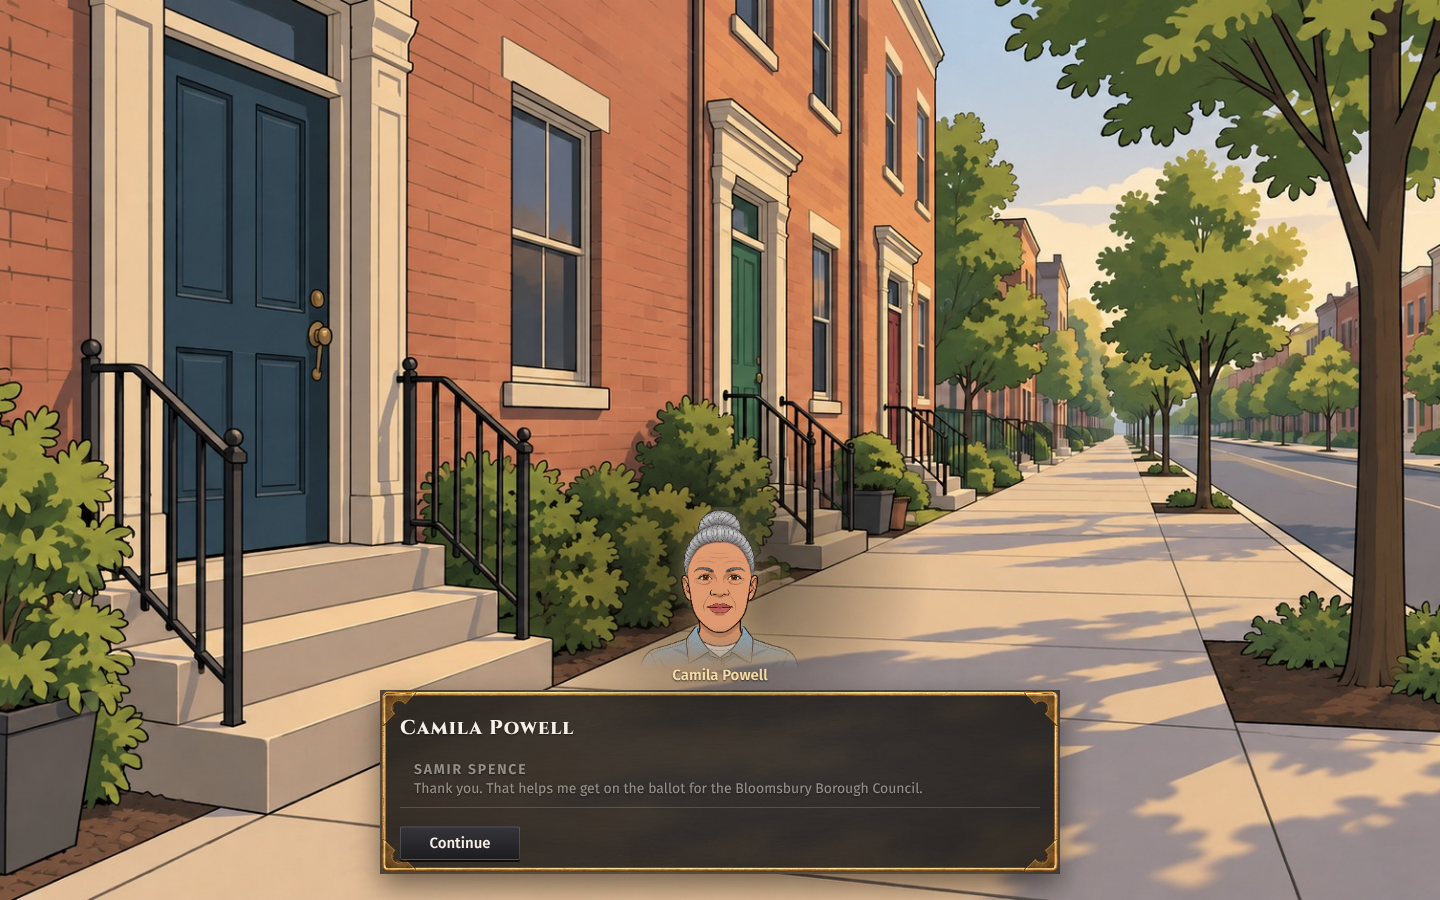 Camila Powell
Camila Powell
SAMIR SPENCE
Thank you. That helps me get on the ballot for the Bloomsbury Borough Council.
Continue